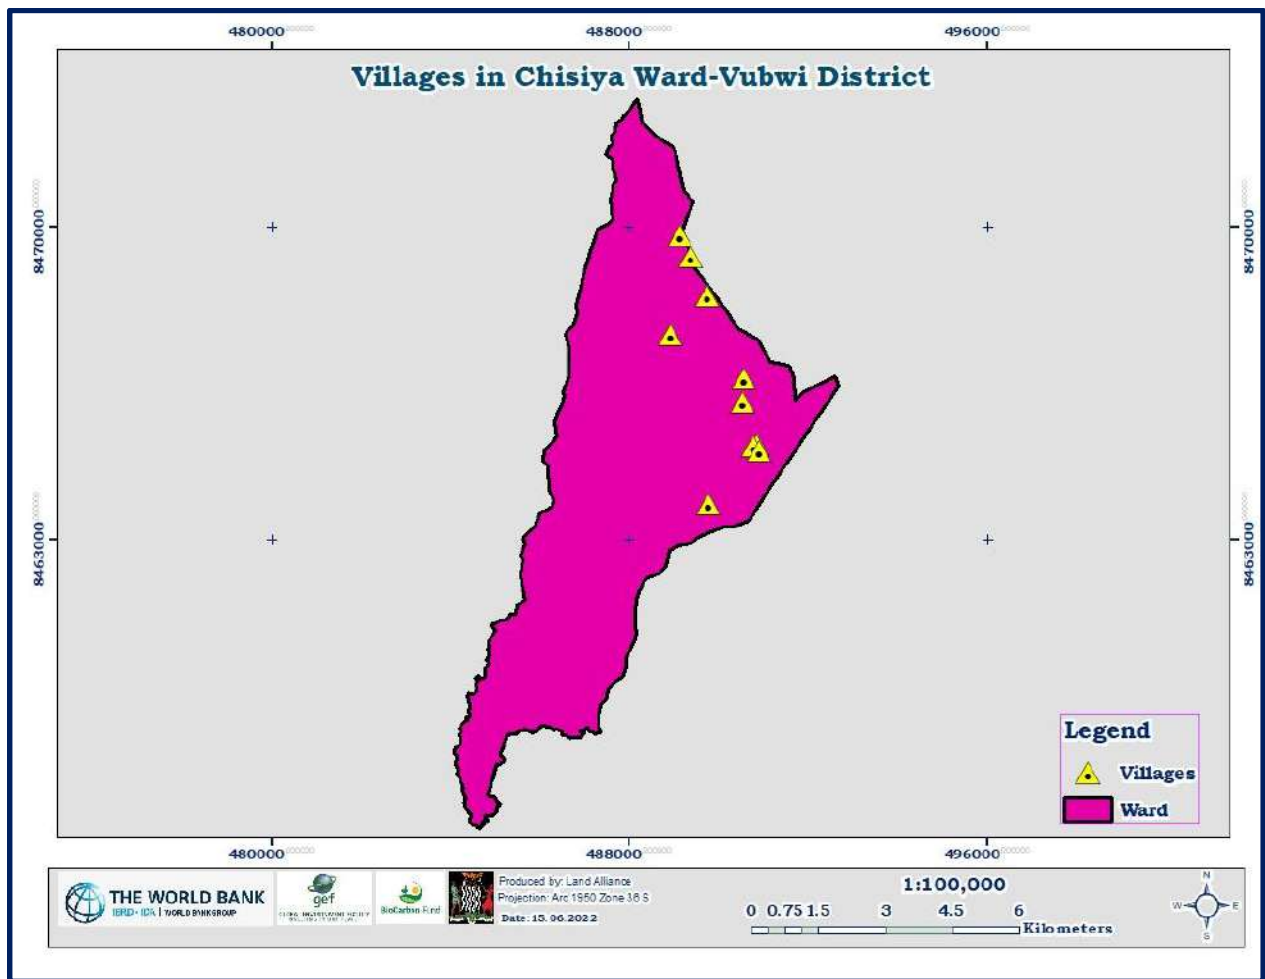 480000 488000 496000
Villages in Chisiya Ward-Vubwi District
8470000 8470000
8463000 8463000
Legend
Villages
Ward
480000 488000 496000
THE WORLD BANK
IBRD • IDA | WORLD BANK GROUP
gef
BioCarbon Fund
Produced by: Land Alliance
Projection: Arc 1950 Zone 36 S
Date: 15.06.2022
1:100,000
0 0.75 1.5 3 4.5 6
Kilometers
N
W E
S